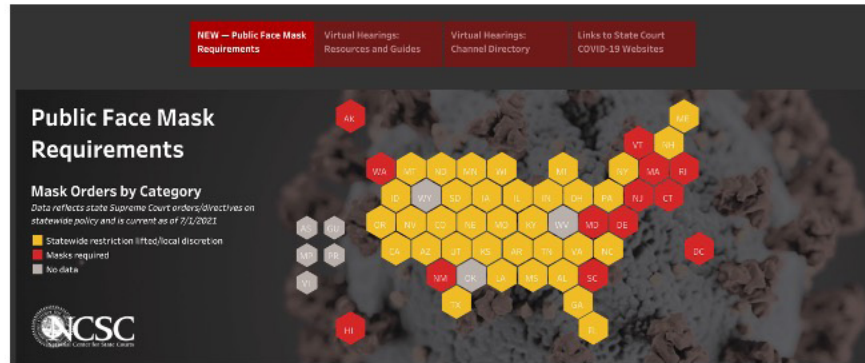 NEW — Public Face Mask
Requirements
Virtual Hearings:
Resources and Guides
Virtual Hearings:
Channel Directory
Links to State Court
COVID-19 Websites
Public Face Mask
Requirements
Mask Orders by Category
Data reflects state Supreme Court orders/directives on
statewide policy and is current as of 7/1/2021
Statewide restriction lifted/local discretion
Masks required
No data
AK ME
VT NH
WA MT ND MN WI MI NY MA RI
ID WY SD IA IL IN OH PA NJ CT
AS GU OR NV CO NE MO KY WV MD DE
MP PR CA AZ UT KS AR TN VA NC DC
VI NM OK LA MS AL SC
TX GA
HI FL
NCSC
National Center for State Courts